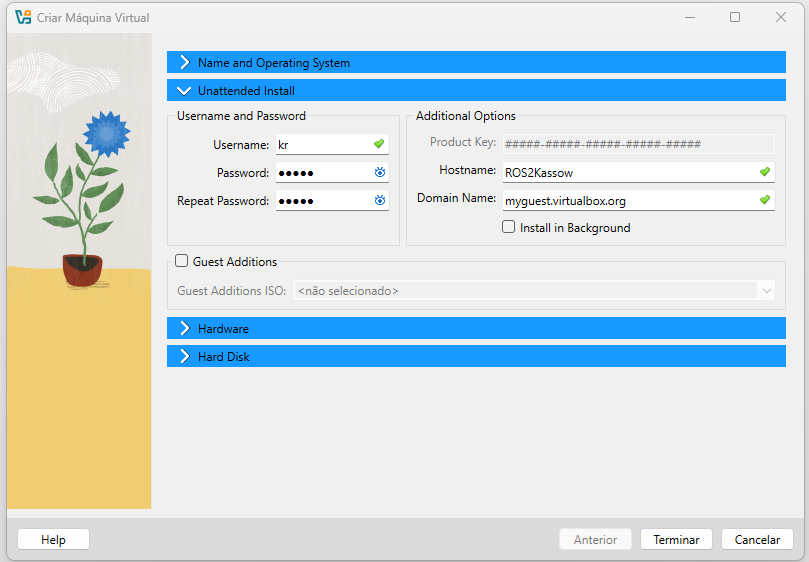 Criar Máquina Virtual
Name and Operating System
Unattended Install
Username and Password
Username: kr
Password: ●●●●●
Repeat Password: ●●●●●
Additional Options
Product Key: #####-#####-#####-#####-#####
Hostname: ROS2Kassow
Domain Name: myguest.virtualbox.org
Install in Background
Guest Additions
Guest Additions ISO: <não selecionado>
Hardware
Hard Disk
Help Anterior Terminar Cancelar